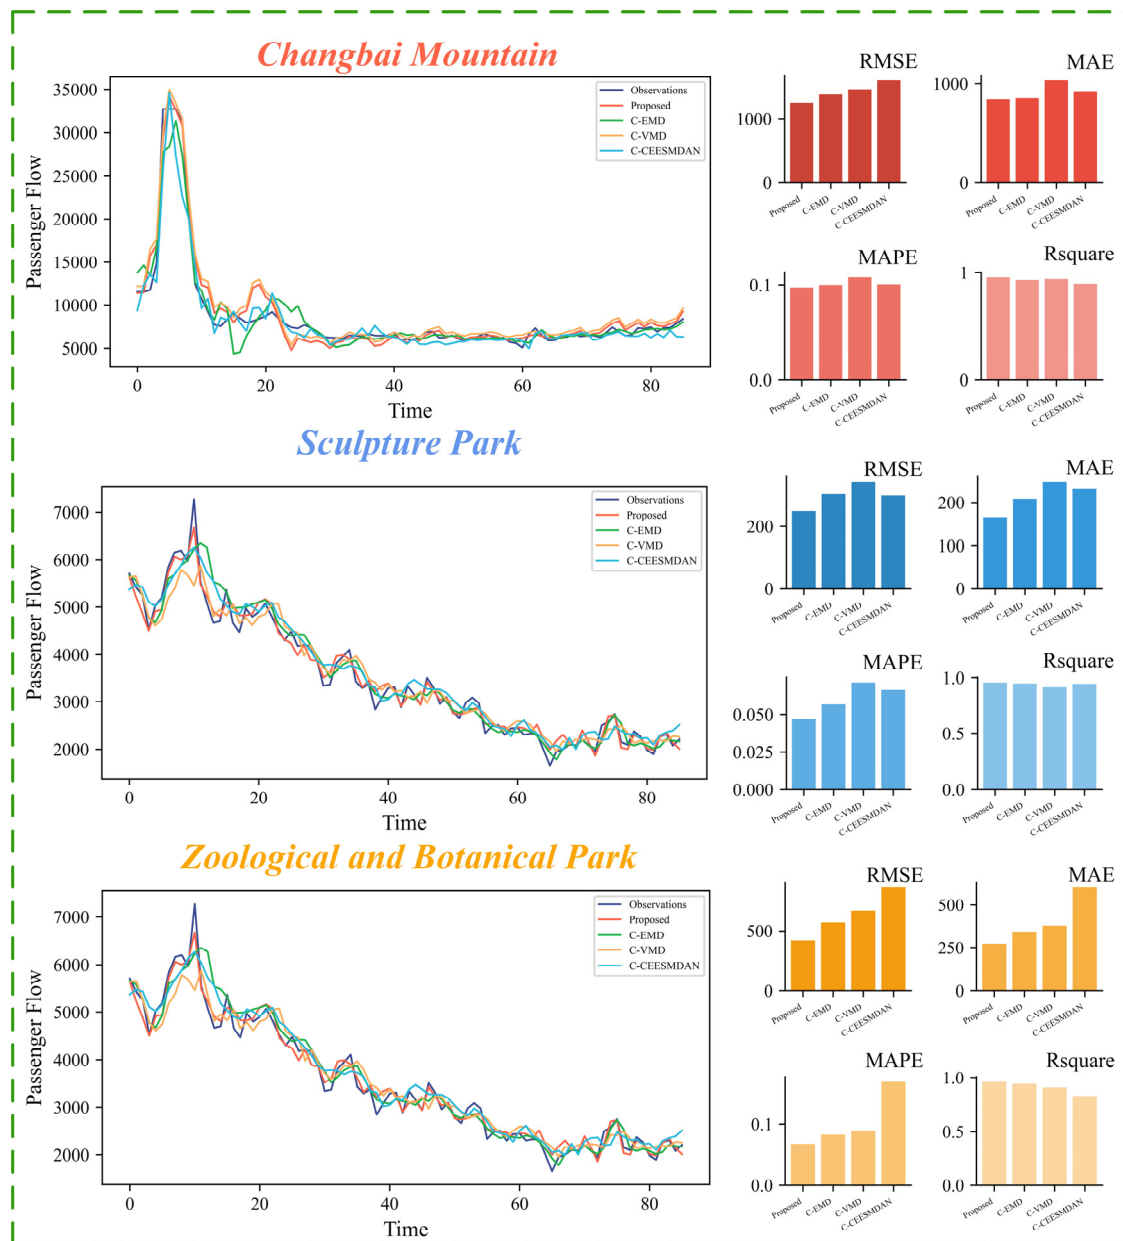 Changbai Mountain
Passenger Flow
35000
30000
25000
20000
15000
10000
5000
0
20
40
60
80
Time
Observations
Proposed
C-EMD
C-VMD
C-CEESMDAN
RMSE
1000
0
Proposed
C-EMD
C-VMD
C-CEESMDAN
MAE
1000
0
Proposed
C-EMD
C-VMD
C-CEESMDAN
MAPE
0.1
0.0
Proposed
C-EMD
C-VMD
C-CEESMDAN
Rsquare
1
0
Proposed
C-EMD
C-VMD
C-CEESMDAN
Sculpture Park
Passenger Flow
7000
6000
5000
4000
3000
2000
0
20
40
60
80
Time
Observations
Proposed
C-EMD
C-VMD
C-CEESMDAN
RMSE
200
0
Proposed
C-EMD
C-VMD
C-CEESMDAN
MAE
200
100
0
Proposed
C-EMD
C-VMD
C-CEESMDAN
MAPE
0.050
0.025
0.000
Proposed
C-EMD
C-VMD
C-CEESMDAN
Rsquare
1.0
0.5
0.0
Proposed
C-EMD
C-VMD
C-CEESMDAN
Zoological and Botanical Park
Passenger Flow
7000
6000
5000
4000
3000
2000
0
20
40
60
80
Time
Observations
Proposed
C-EMD
C-VMD
C-CEESMDAN
RMSE
500
0
Proposed
C-EMD
C-VMD
C-CEESMDAN
MAE
500
250
0
Proposed
C-EMD
C-VMD
C-CEESMDAN
MAPE
0.1
0.0
Proposed
C-EMD
C-VMD
C-CEESMDAN
Rsquare
1.0
0.5
0.0
Proposed
C-EMD
C-VMD
C-CEESMDAN